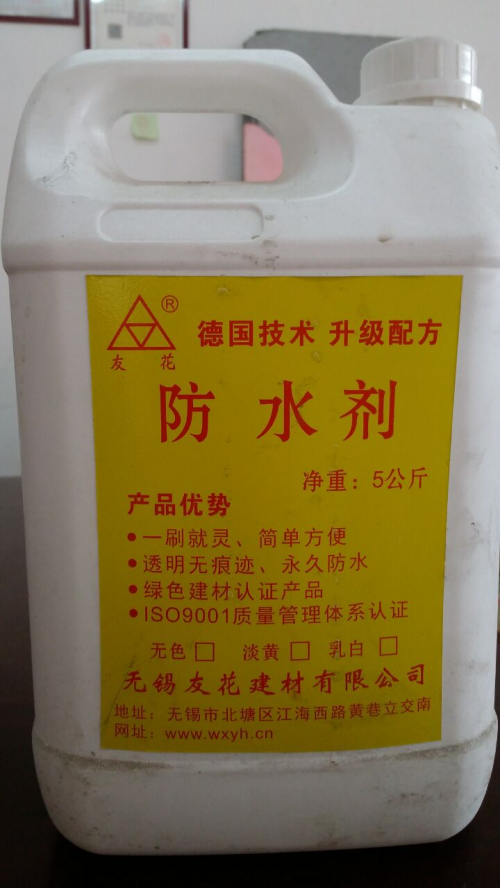 ®
友花
德国技术 升级配方
防水剂
净重：5公斤
产品优势
•一刷就灵、简单方便
•透明无痕迹、永久防水
•绿色建材认证产品
•ISO9001质量管理体系认证
无色□ 淡黄□ 乳白□
无锡友花建材有限公司
地址：无锡市北塘区江海西路黄巷立交南
网址：www.wxyh.cn